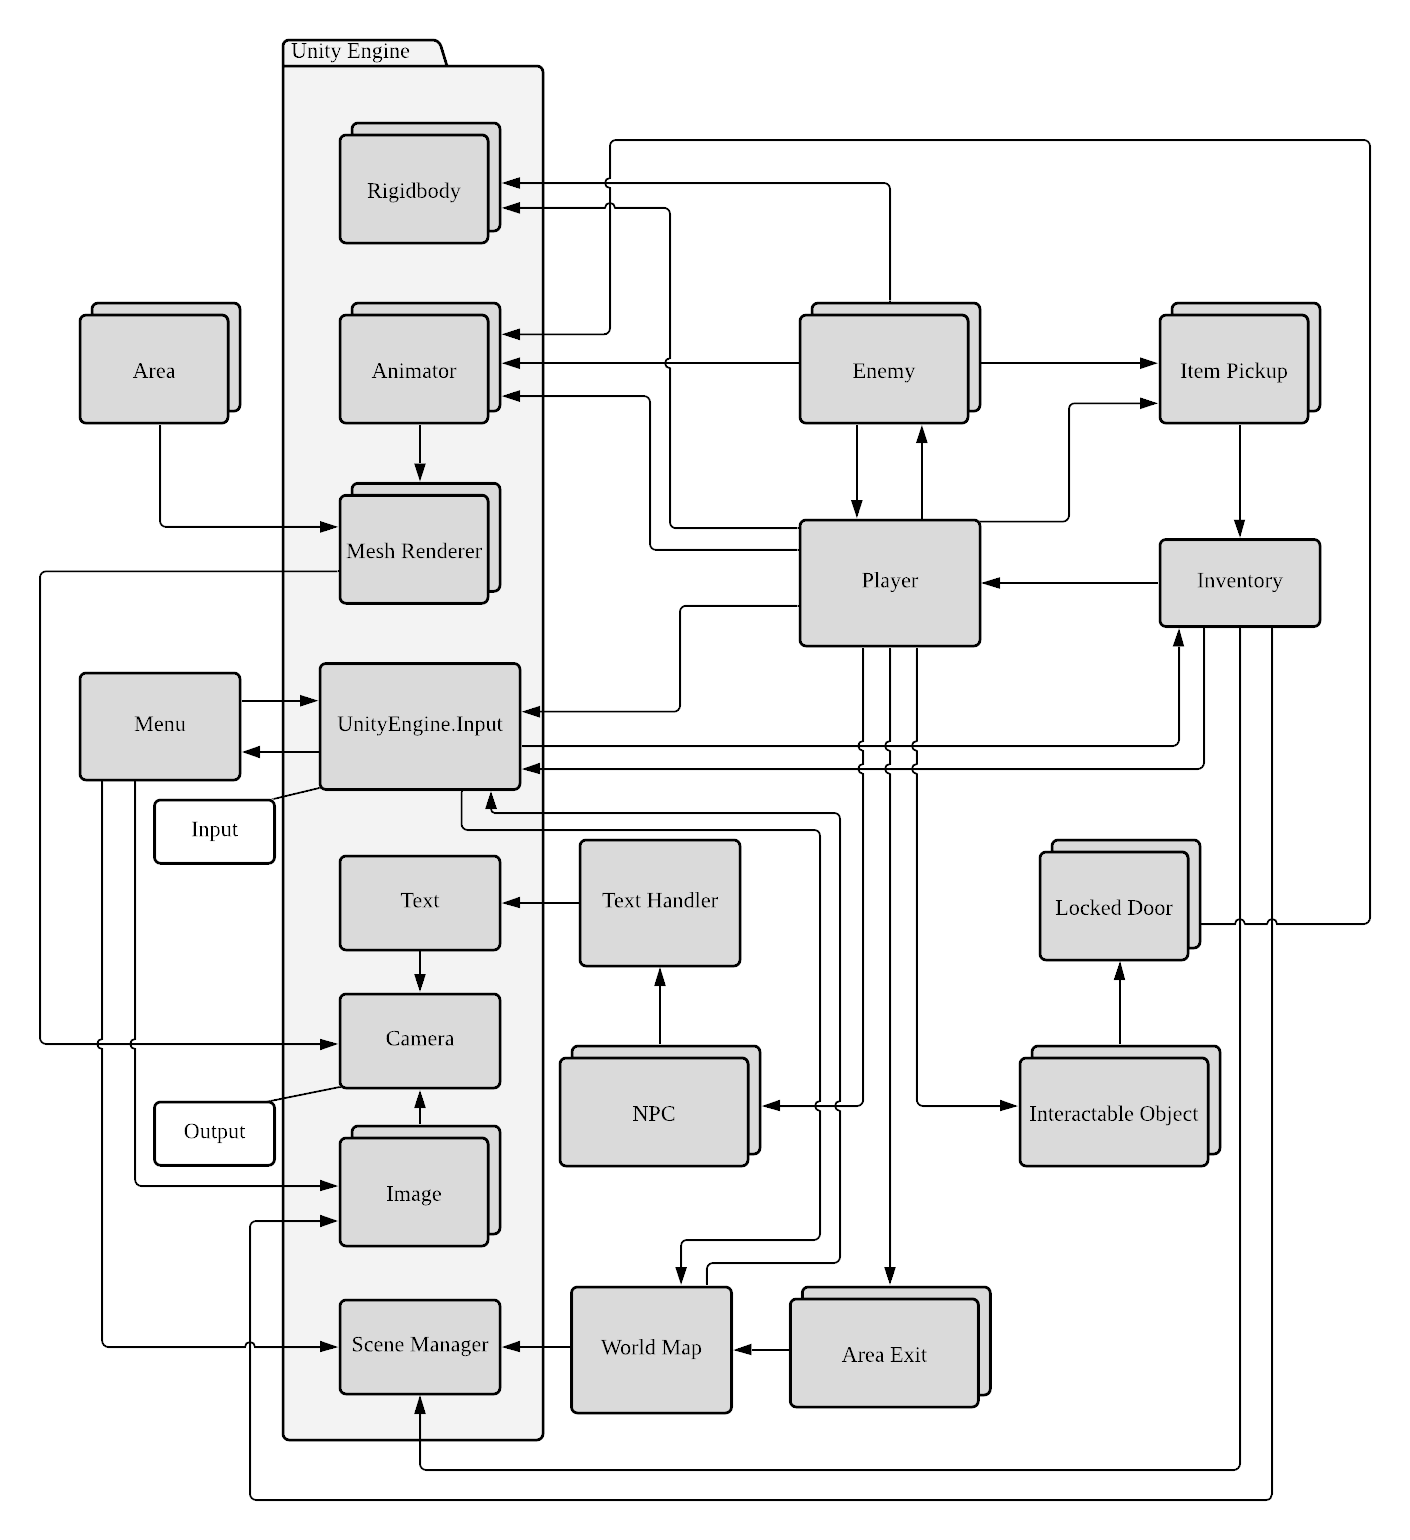 Unity Engine
Rigidbody
Area
Animator
Enemy
Item Pickup
Mesh Renderer
Player
Inventory
Menu
UnityEngine.Input
Input
Text
Text Handler
Locked Door
Camera
Output
NPC
Interactable Object
Image
Scene Manager
World Map
Area Exit